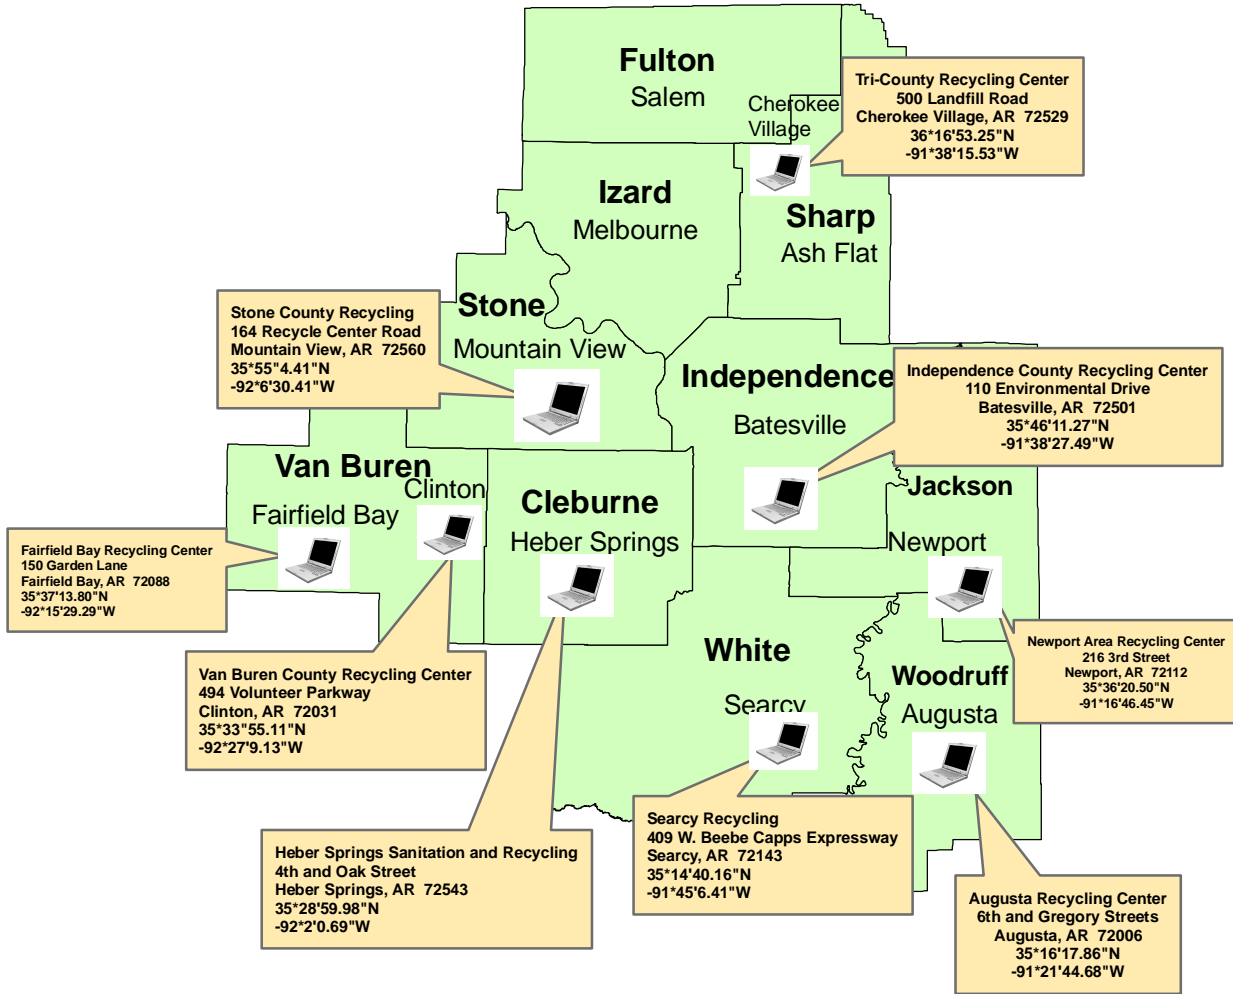 Fulton
Salem
Cherokee
Village
Tri-County Recycling Center
500 Landfill Road
Cherokee Village, AR  72529
36*16'53.25"N
-91*38'15.53"W
Izard
Melbourne
Sharp
Ash Flat
Stone County Recycling
164 Recycle Center Road
Mountain View, AR  72560
35*55"4.41"N
-92*6'30.41"W
Stone
Mountain View
Independence
Batesville
Independence County Recycling Center
110 Environmental Drive
Batesville, AR  72501
35*46'11.27"N
-91*38'27.49"W
Van Buren
Clinton
Fairfield Bay
Cleburne
Heber Springs
Jackson
Newport
Fairfield Bay Recycling Center
150 Garden Lane
Fairfield Bay, AR  72088
35*37'13.80"N
-92*15'29.29"W
Van Buren County Recycling Center
494 Volunteer Parkway
Clinton, AR  72031
35*33"55.11"N
-92*27'9.13"W
White
Searcy
Woodruff
Augusta
Newport Area Recycling Center
216 3rd Street
Newport, AR  72112
35*36'20.50"N
-91*16'46.45"W
Heber Springs Sanitation and Recycling
4th and Oak Street
Heber Springs, AR  72543
35*28'59.98"N
-92*2'0.69"W
Searcy Recycling
409 W. Beebe Capps Expressway
Searcy, AR  72143
35*14'40.16"N
-91*45'6.41"W
Augusta Recycling Center
6th and Gregory Streets
Augusta, AR  72006
35*16'17.86"N
-91*21'44.68"W